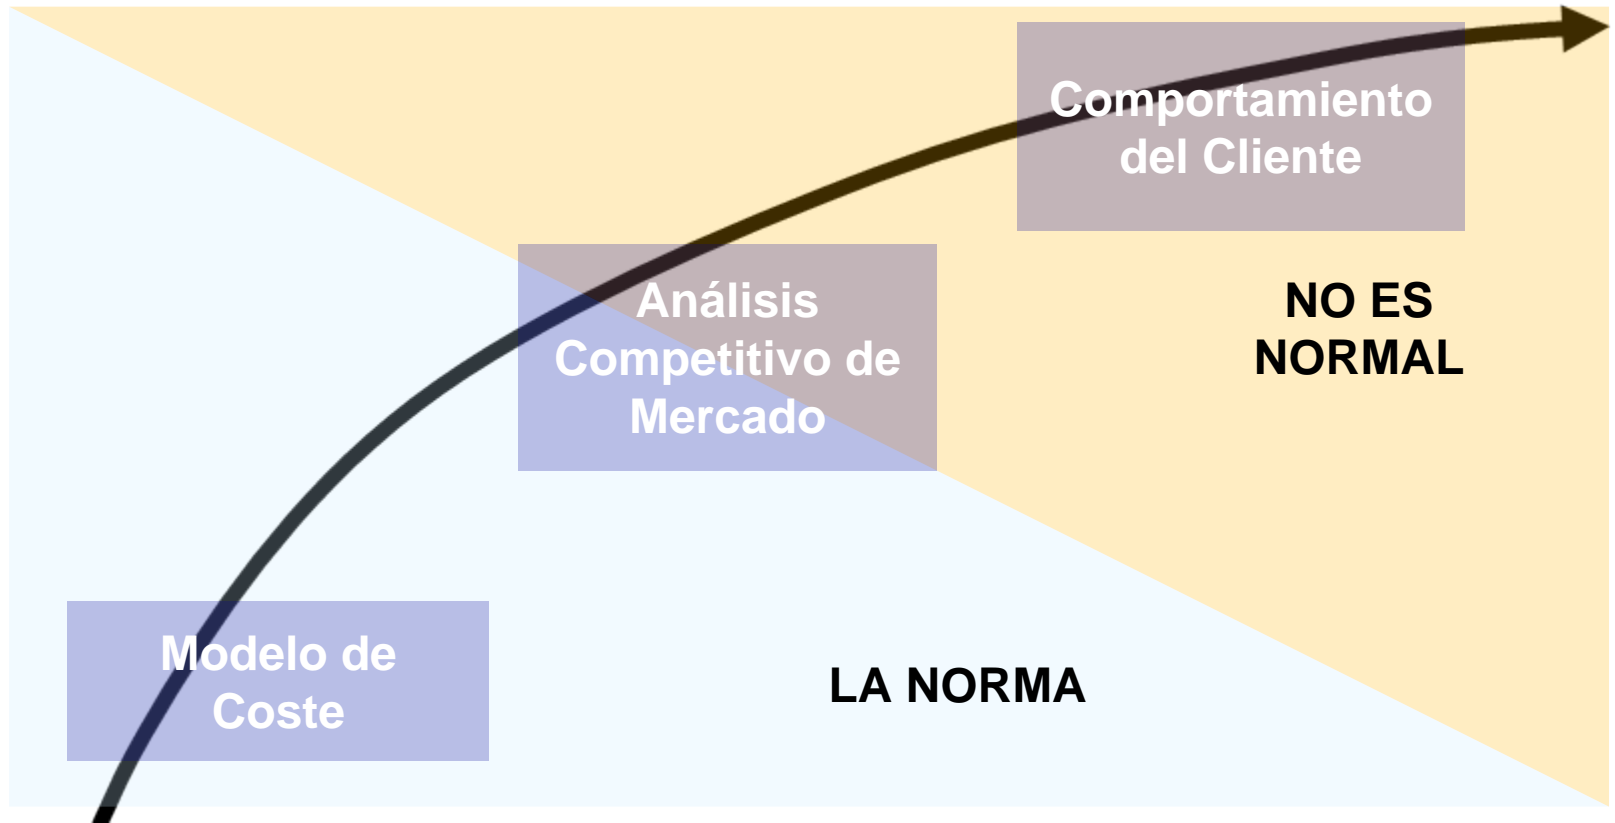 Comportamiento
del Cliente
Análisis
Competitivo de
Mercado
NO ES
NORMAL
Modelo de
Coste
LA NORMA